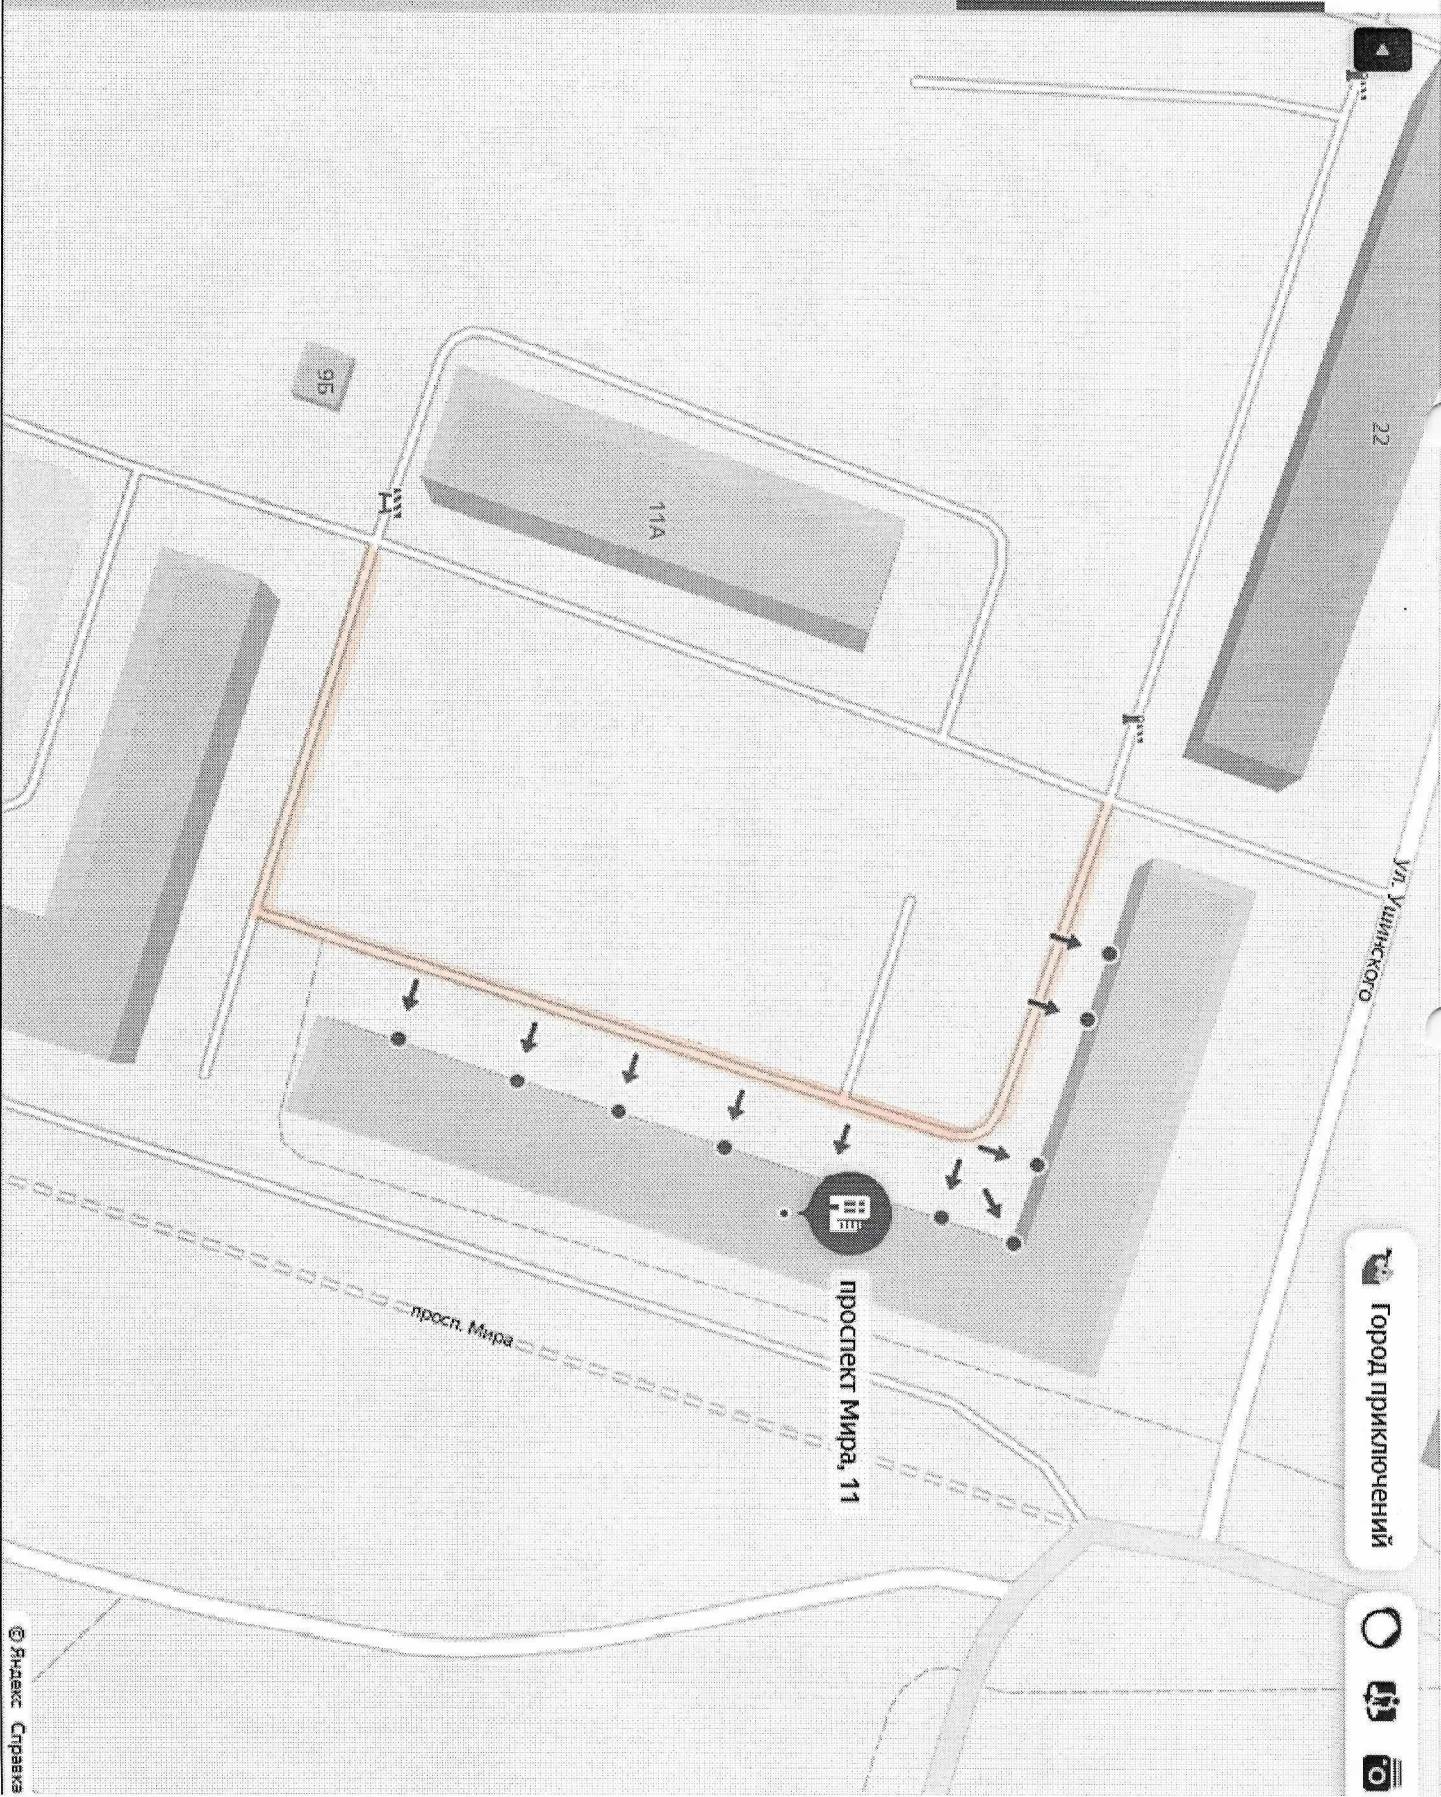 22
ул. Ушинского
11А
9Б
проспект Мира, 11
просп. Мира
Город приключений
© Яндекс Справка